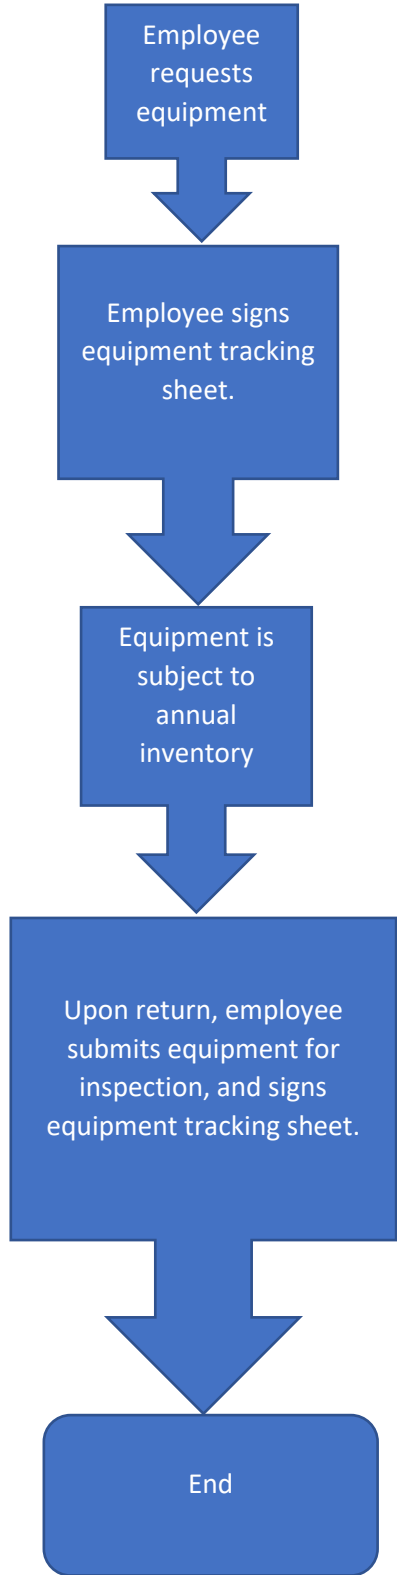 Employee
requests
equipment
Employee signs
equipment tracking
sheet.
Equipment is
subject to
annual
inventory
Upon return, employee
submits equipment for
inspection, and signs
equipment tracking sheet.
End